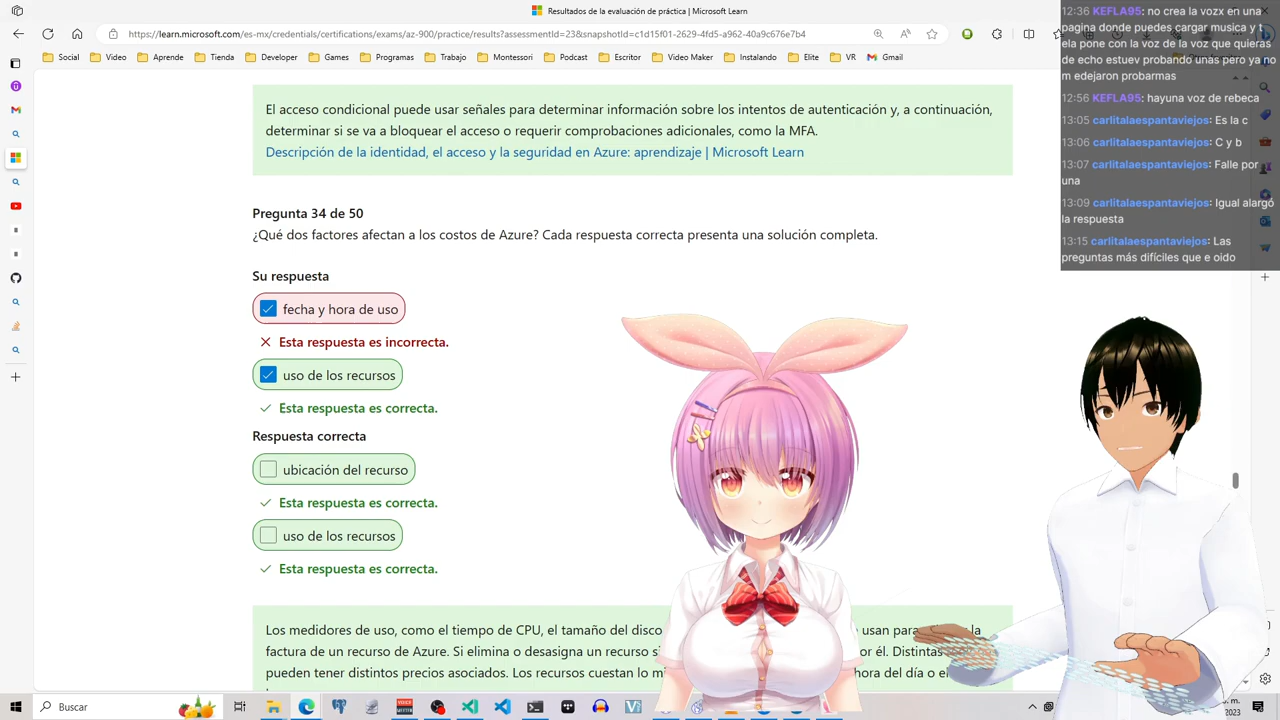 Resultados de la evaluación de práctica | Microsoft Learn
https://learn.microsoft.com/es-mx/credentials/certifications/exams/az-900/practice/results?assessmentId=23&snapshotId=c1d15f01-2629-4fd5-a962-40a9c676e7b4
Social Video Aprende Tienda Developer Games Programas Trabajo Montessori Podcast Escritor Video Maker Instalando Elite VR Gmail
El acceso condicional puede usar señales para determinar información sobre los intentos de autenticación y, a continuación,
determinar si se va a bloquear el acceso o requerir comprobaciones adicionales, como la MFA.
Descripción de la identidad, el acceso y la seguridad en Azure: aprendizaje | Microsoft Learn
Pregunta 34 de 50
¿Qué dos factores afectan a los costos de Azure? Cada respuesta correcta presenta una solución completa.
Su respuesta
fecha y hora de uso
Esta respuesta es incorrecta.
uso de los recursos
Esta respuesta es correcta.
Respuesta correcta
ubicación del recurso
Esta respuesta es correcta.
uso de los recursos
Esta respuesta es correcta.
Los medidores de uso, como el tiempo de CPU, el tamaño del disco usan para la
factura de un recurso de Azure. Si elimina o desasigna un recurso por él. Distintas
pueden tener distintos precios asociados. Los recursos cuestan lo hora del día o
12:36 KEFLA95: no crea la vozx en una
pagina donde puedes cargar musica y t
ela pone con la voz de la voz que quieras
de echo estuev probando unas pero ya no
m edejaron probarmas
12:56 KEFLA95: hayuna voz de rebeca
13:05 carlitalaespantaviejos: Es la c
13:06 carlitalaespantaviejos: C y b
13:07 carlitalaespantaviejos: Falle por
una
13:09 carlitalaespantaviejos: Igual alargó
la respuesta
13:15 carlitalaespantaviejos: Las
preguntas más difíciles que e oido
Buscar
2023